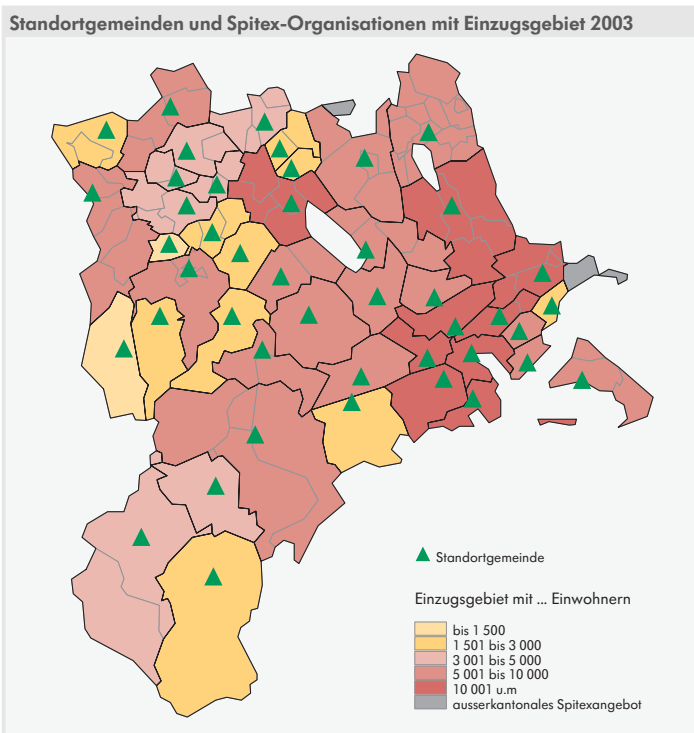 Standortgemeinden und Spitex-Organisationen mit Einzugsgebiet 2003
Standortgemeinde
Einzugsgebiet mit ... Einwohnern
bis 1 500
1 501 bis 3 000
3 001 bis 5 000
5 001 bis 10 000
10 001 u.m
ausserkantonales Spitexangebot